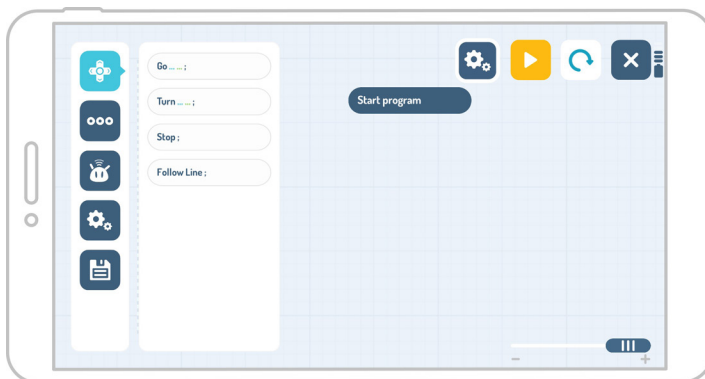 Go ... ... ;
Turn ... ... ;
Stop ;
Follow Line ;
Start program
- +